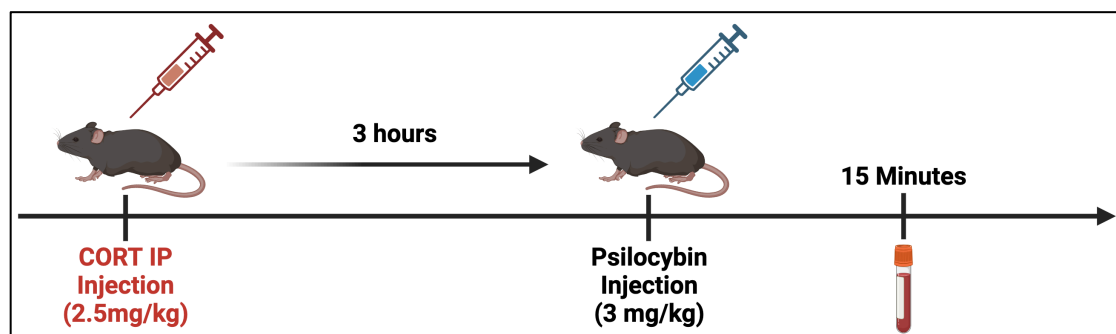 3 hours
15 Minutes
CORT IP
Injection
(2.5mg/kg)
Psilocybin
Injection
(3 mg/kg)